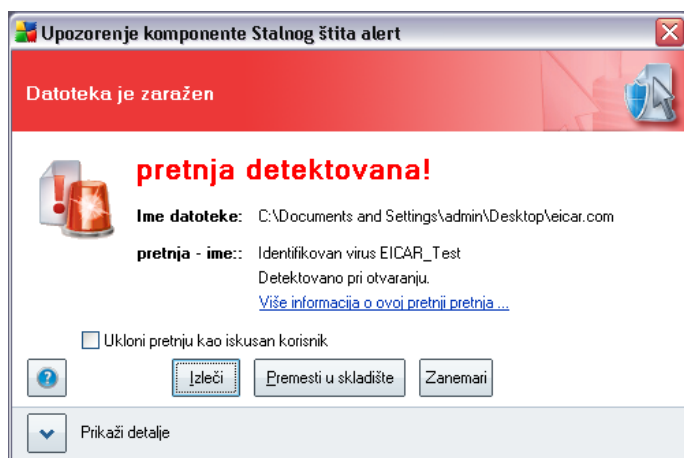 Upozorenje komponente Stalnog štita alert
Datoteka je zaražen
pretnja detektovana!
Ime datoteke: C:\Documents and Settings\admin\Desktop\eicar.com
pretnja - ime:: Identifikovan virus EICAR_Test
Detektovano pri otvaranju.
Više informacija o ovoj pretnji pretnja ...
Ukloni pretnju kao iskusan korisnik
Izleči Premesti u skladište Zanemari
Prikaži detalje